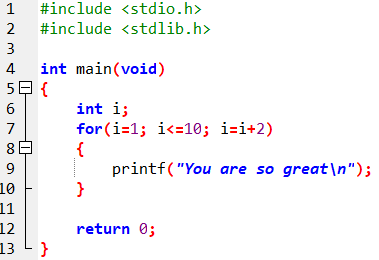 1 #include <stdio.h>
2 #include <stdlib.h>
3
4 int main(void)
5 {
6     int i;
7     for(i=1; i<=10; i=i+2)
8     {
9         printf("You are so great\n");
10     }
11
12     return 0;
13 }